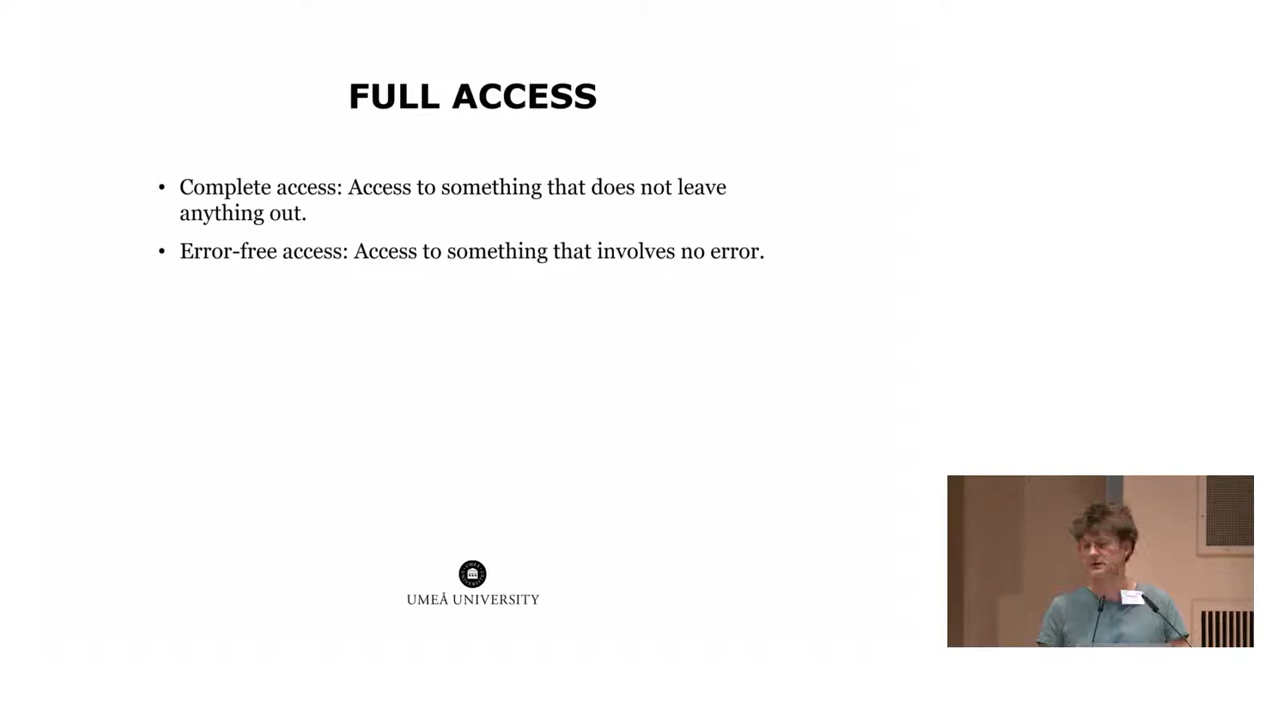 FULL ACCESS
• Complete access: Access to something that does not leave
anything out.
• Error-free access: Access to something that involves no error.
UMEÅ UNIVERSITY